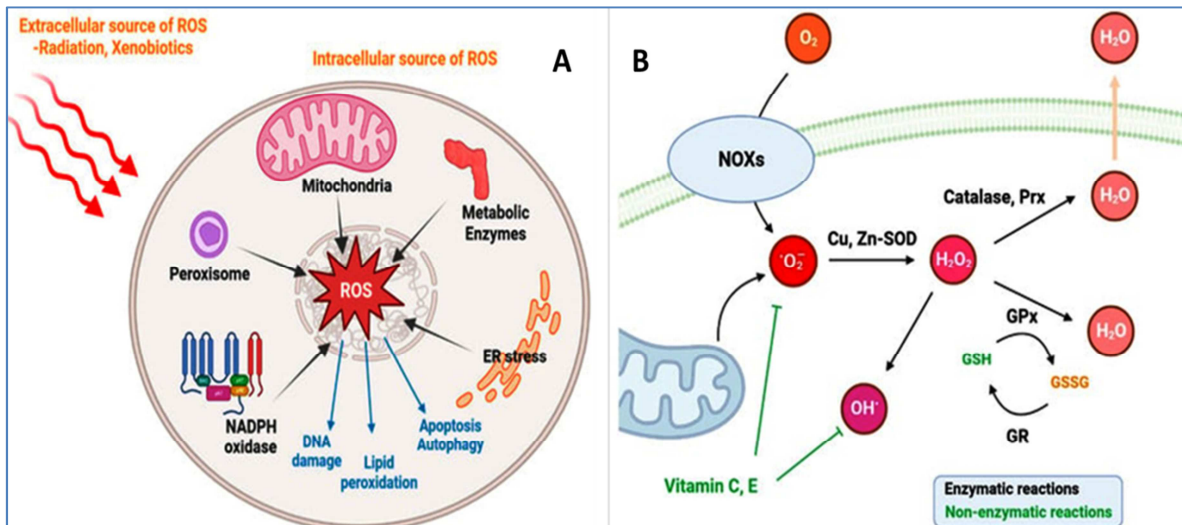 Extracellular source of ROS
-Radiation, Xenobiotics
Intracellular source of ROS
A
Mitochondria
Metabolic
Enzymes
Peroxisome
ROS
ER stress
NADPH
oxidase
DNA
damage
Lipid
peroxidation
Apoptosis
Autophagy
B
O₂
H₂O
NOXs
Catalase, Prx
H₂O
Cu, Zn-SOD
·O₂⁻
H₂O₂
GPx
H₂O
GSH
GSSG
OH·
GR
Vitamin C, E
Enzymatic reactions
Non-enzymatic reactions